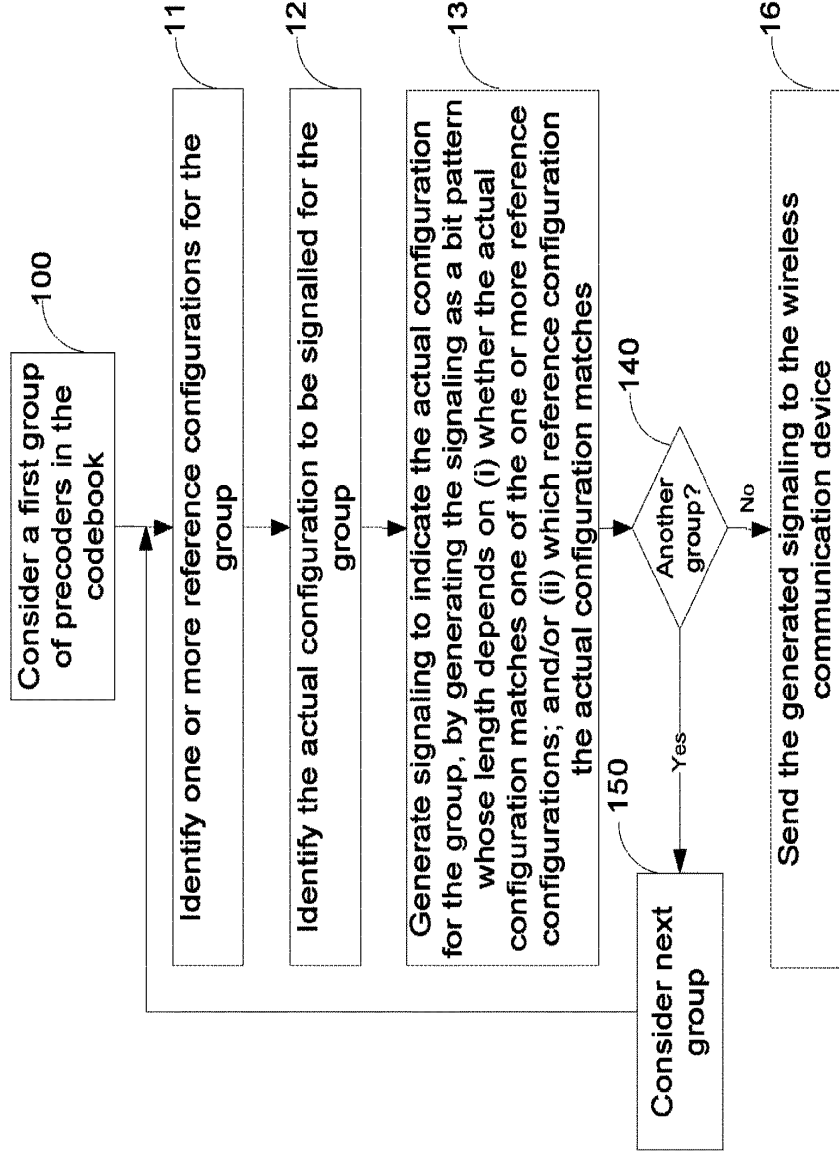 Consider a first group
of precoders in the
codebook
100
Identify one or more reference configurations for the
group
11
Identify the actual configuration to be signalled for the
group
12
Generate signaling to indicate the actual configuration
for the group, by generating the signaling as a bit pattern
whose length depends on (i) whether the actual
configuration matches one of the one or more reference
configurations; and/or (ii) which reference configuration
the actual configuration matches
13
Another
group?
140
Yes
No
Consider next
group
150
Send the generated signaling to the wireless
communication device
16